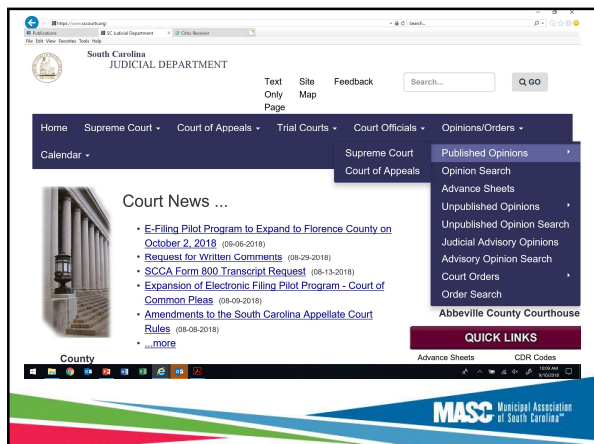 https://www.sccourts.org/
Search...
Publications
SC Judicial Department
Citrix Receiver
File Edit View Favorites Tools Help
South Carolina
JUDICIAL DEPARTMENT
Text Only Page
Site Map
Feedback
Search...
GO
Home Supreme Court Court of Appeals Trial Courts Court Officials Opinions/Orders
Calendar
Supreme Court
Court of Appeals
Published Opinions
Opinion Search
Advance Sheets
Unpublished Opinions
Unpublished Opinion Search
Judicial Advisory Opinions
Advisory Opinion Search
Court Orders
Order Search
Court News ...
E-Filing Pilot Program to Expand to Florence County on
October 2, 2018 (09-06-2018)
Request for Written Comments (08-29-2018)
SCCA Form 800 Transcript Request (08-13-2018)
Expansion of Electronic Filing Pilot Program - Court of
Common Pleas (08-09-2018)
Amendments to the South Carolina Appellate Court
Rules (08-08-2018)
...more
Abbeville County Courthouse
QUICK LINKS
County
Advance Sheets CDR Codes
10:09 AM
9/10/2018
MASC Municipal Association
of South Carolina℠